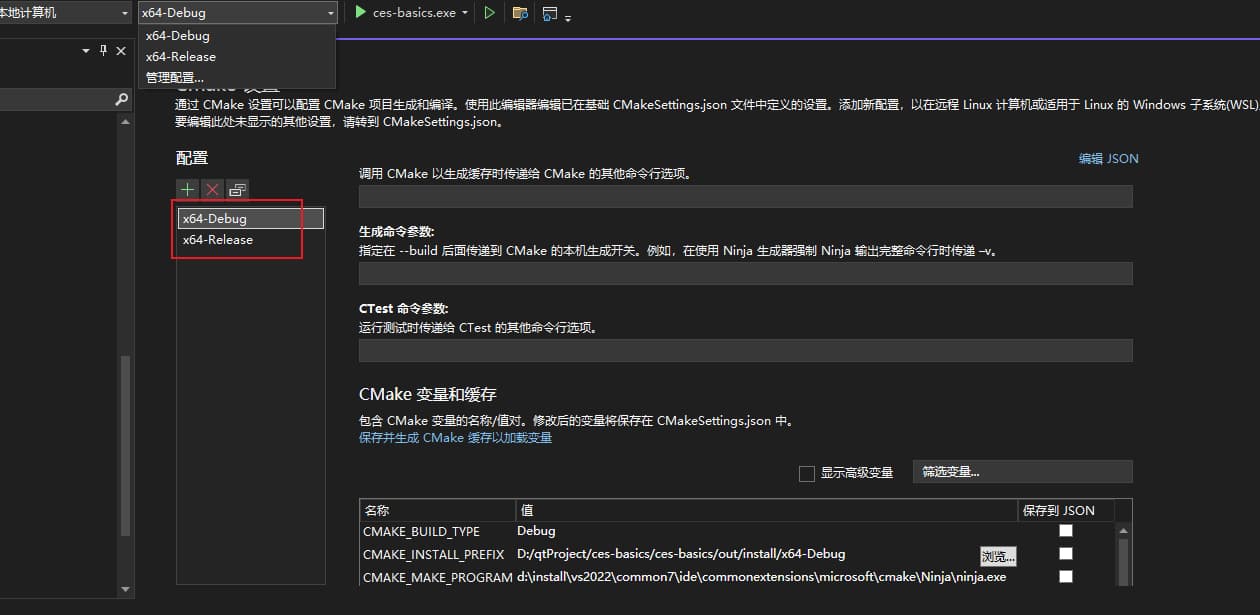 本地计算机
x64-Debug
ces-basics.exe
x64-Debug
x64-Release
管理配置...
通过 CMake 设置可以配置 CMake 项目生成和编译。使用此编辑器编辑已在基础 CMakeSettings.json 文件中定义的设置。添加新配置，以在远程 Linux 计算机或适用于 Linux 的 Windows 子系统(WSL)
要编辑此处未显示的其他设置，请转到 CMakeSettings.json。
配置
编辑 JSON
x64-Debug
x64-Release
调用 CMake 以生成缓存时传递给 CMake 的其他命令行选项。
生成命令参数:
指定在 --build 后面传递到 CMake 的本机生成开关。例如，在使用 Ninja 生成器强制 Ninja 输出完整命令行时传递 –v。
CTest 命令参数:
运行测试时传递给 CTest 的其他命令行选项。
CMake 变量和缓存
包含 CMake 变量的名称/值对。修改后的变量将保存在 CMakeSettings.json 中。
保存并生成 CMake 缓存以加载变量
显示高级变量
筛选变量...
名称 值 保存到 JSON
CMAKE_BUILD_TYPE Debug
CMAKE_INSTALL_PREFIX D:/qtProject/ces-basics/ces-basics/out/install/x64-Debug 浏览...
CMAKE_MAKE_PROGRAM d:\install\vs2022\common7\ide\commonextensions\microsoft\cmake\Ninja\ninja.exe